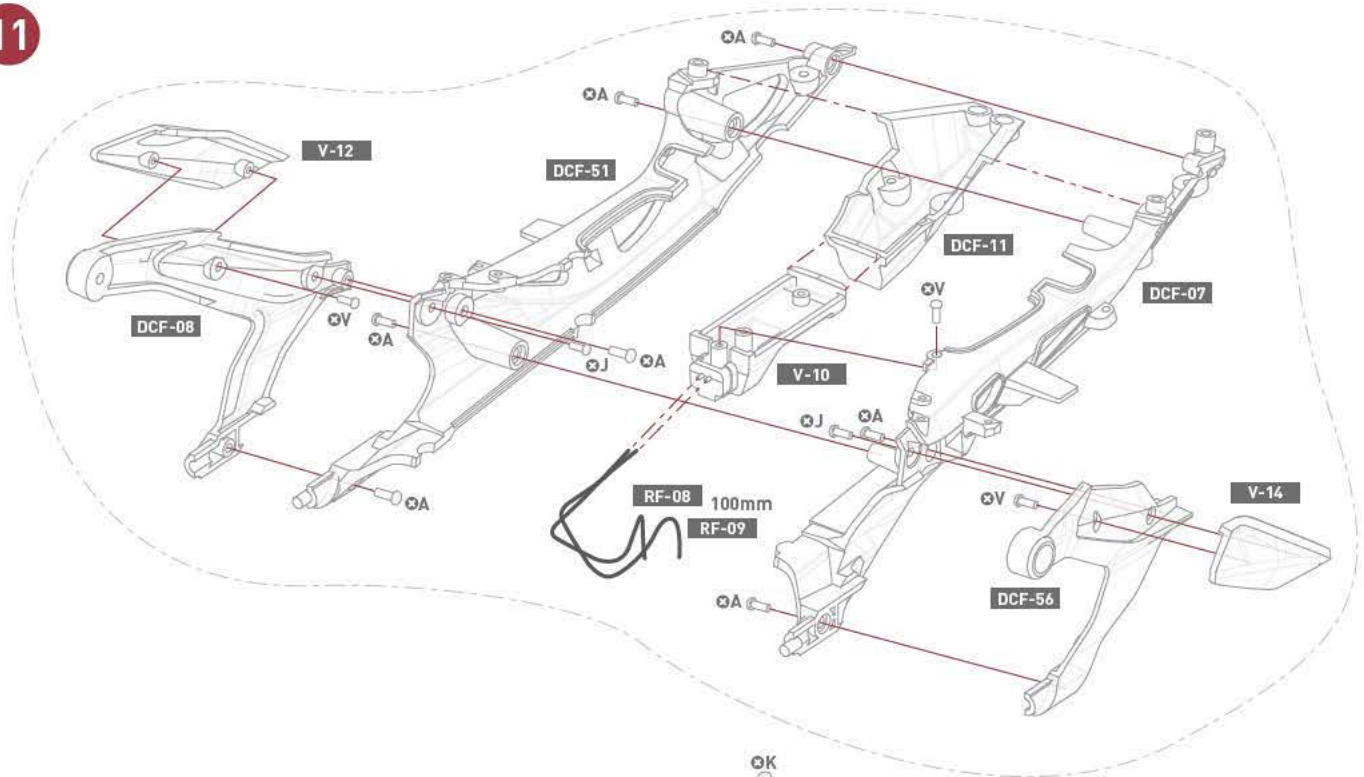 11
✪A
✪A
V-12
DCF-51
DCF-11
DCF-07
DCF-08
✪V
✪A
✪J
✪A
V-10
✪V
✪J
✪A
✪A
RF-08 100mm
RF-09
✪V
V-14
✪A
DCF-56
✪K